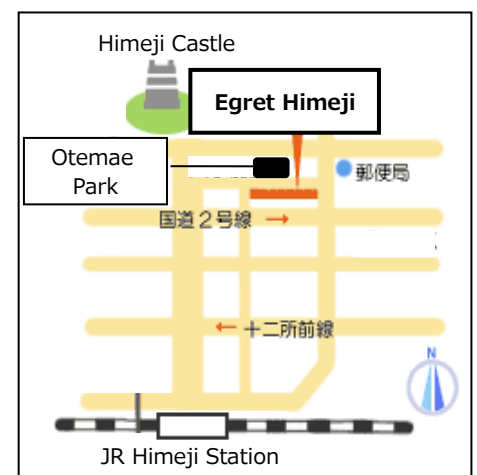 Himeji Castle
Egret Himeji
Otemae
Park
郵便局
国道2号線 →
← 十二所前線
N
JR Himeji Station